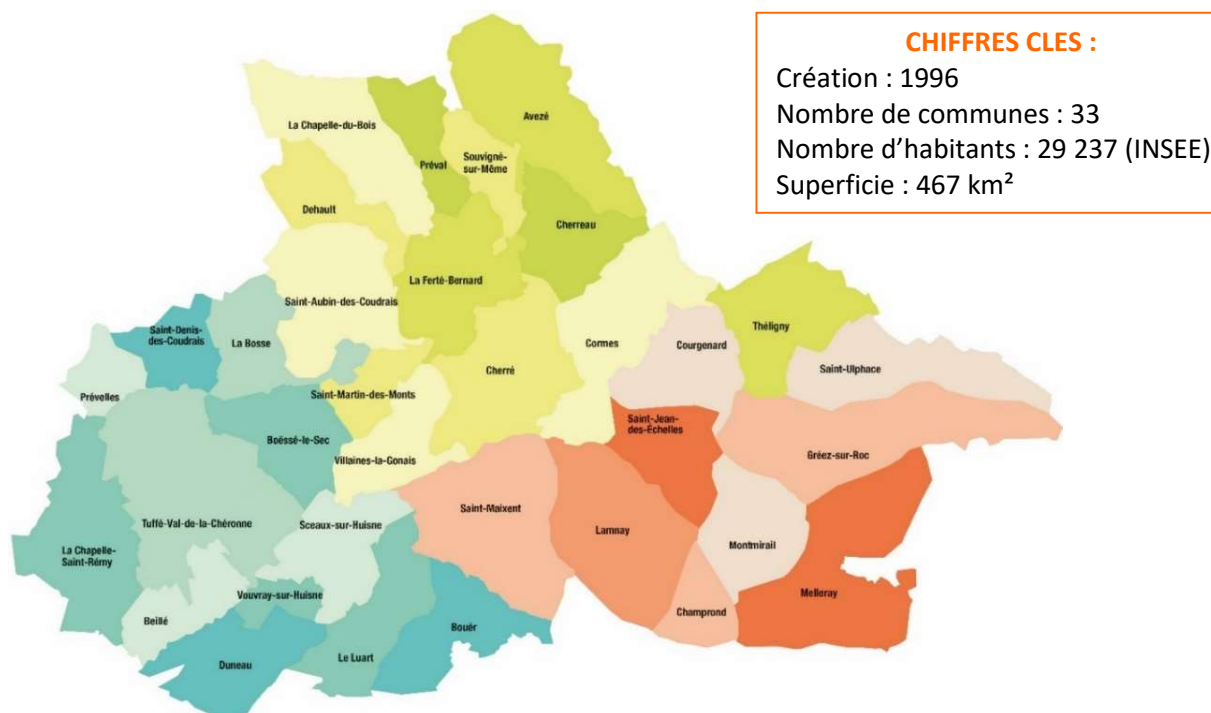 CHIFFRES CLES :
Création : 1996
Nombre de communes : 33
Nombre d’habitants : 29 237 (INSEE)
Superficie : 467 km²
Avezé
La Chapelle-du-Bois
Préval
Souvigné-
sur-Même
Dehault
Cherreau
La Ferté-Bernard
Saint-Aubin-des-Coudrais
Saint-Denis-
des-Coudrais
La Bosse
Théligny
Cormes
Courgenard
Saint-Ulphace
Cherré
Prévelles
Saint-Martin-des-Monts
Saint-Jean-
des-Échelles
Boëssé-le-Sec
Gréez-sur-Roc
Villaines-la-Gonais
Saint-Maixent
Tuffé-Val-de-la-Chéronne
Sceaux-sur-Huisne
Lamnay
Montmirail
La Chapelle-
Saint-Rémy
Vouvray-sur-Huisne
Melleray
Champrond
Beillé
Bouër
Le Luart
Duneau